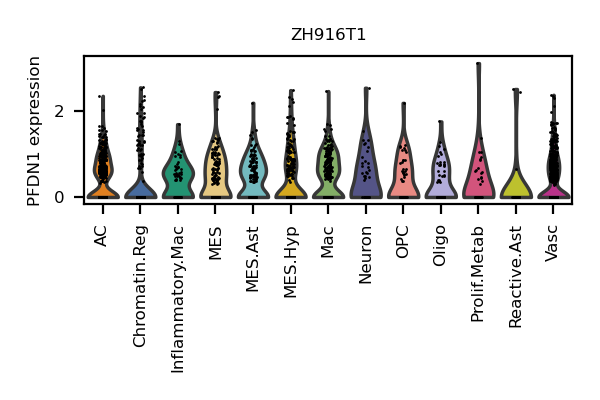 ZH916T1
PFDN1 expression
2
0
AC
Chromatin.Reg
Inflammatory.Mac
MES
MES.Ast
MES.Hyp
Mac
Neuron
OPC
Oligo
Prolif.Metab
Reactive.Ast
Vasc